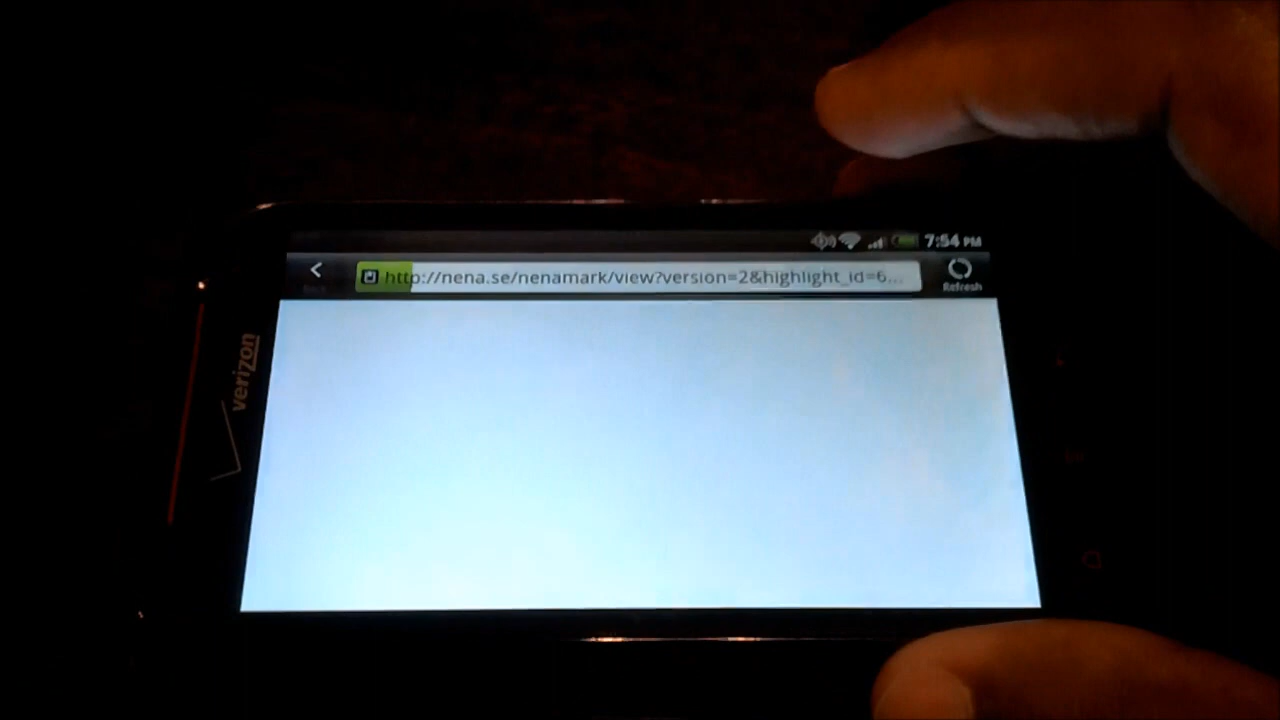 7:54 PM
Back
http://nena.se/nenamark/view?version=2&highlight_id=6...
Refresh
verizon